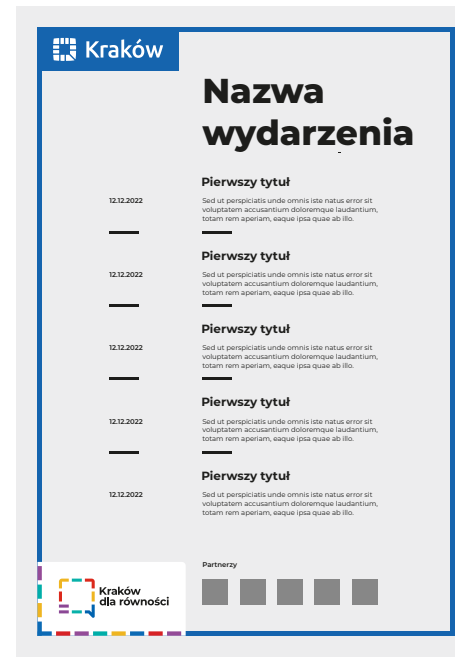 Kraków
Nazwa
wydarzenia
Pierwszy tytuł
12.12.2022
Sed ut perspiciatis unde omnis iste natus error sit
voluptatem accusantium doloremque laudantium,
totam rem aperiam, eaque ipsa quae ab illo.
Pierwszy tytuł
12.12.2022
Sed ut perspiciatis unde omnis iste natus error sit
voluptatem accusantium doloremque laudantium,
totam rem aperiam, eaque ipsa quae ab illo.
Pierwszy tytuł
12.12.2022
Sed ut perspiciatis unde omnis iste natus error sit
voluptatem accusantium doloremque laudantium,
totam rem aperiam, eaque ipsa quae ab illo.
Pierwszy tytuł
12.12.2022
Sed ut perspiciatis unde omnis iste natus error sit
voluptatem accusantium doloremque laudantium,
totam rem aperiam, eaque ipsa quae ab illo.
Pierwszy tytuł
12.12.2022
Sed ut perspiciatis unde omnis iste natus error sit
voluptatem accusantium doloremque laudantium,
totam rem aperiam, eaque ipsa quae ab illo.
Partnerzy
Kraków
dla równości